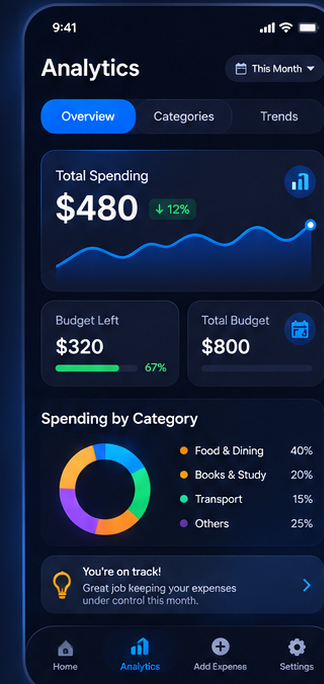 9:41
Analytics
This Month
Overview
Categories
Trends
Total Spending
$480
↓ 12%
Budget Left
$320
67%
Total Budget
$800
Spending by Category
Food & Dining 40%
Books & Study 20%
Transport 15%
Others 25%
You're on track!
Great job keeping your expenses
under control this month.
Home
Analytics
Add Expense
Settings